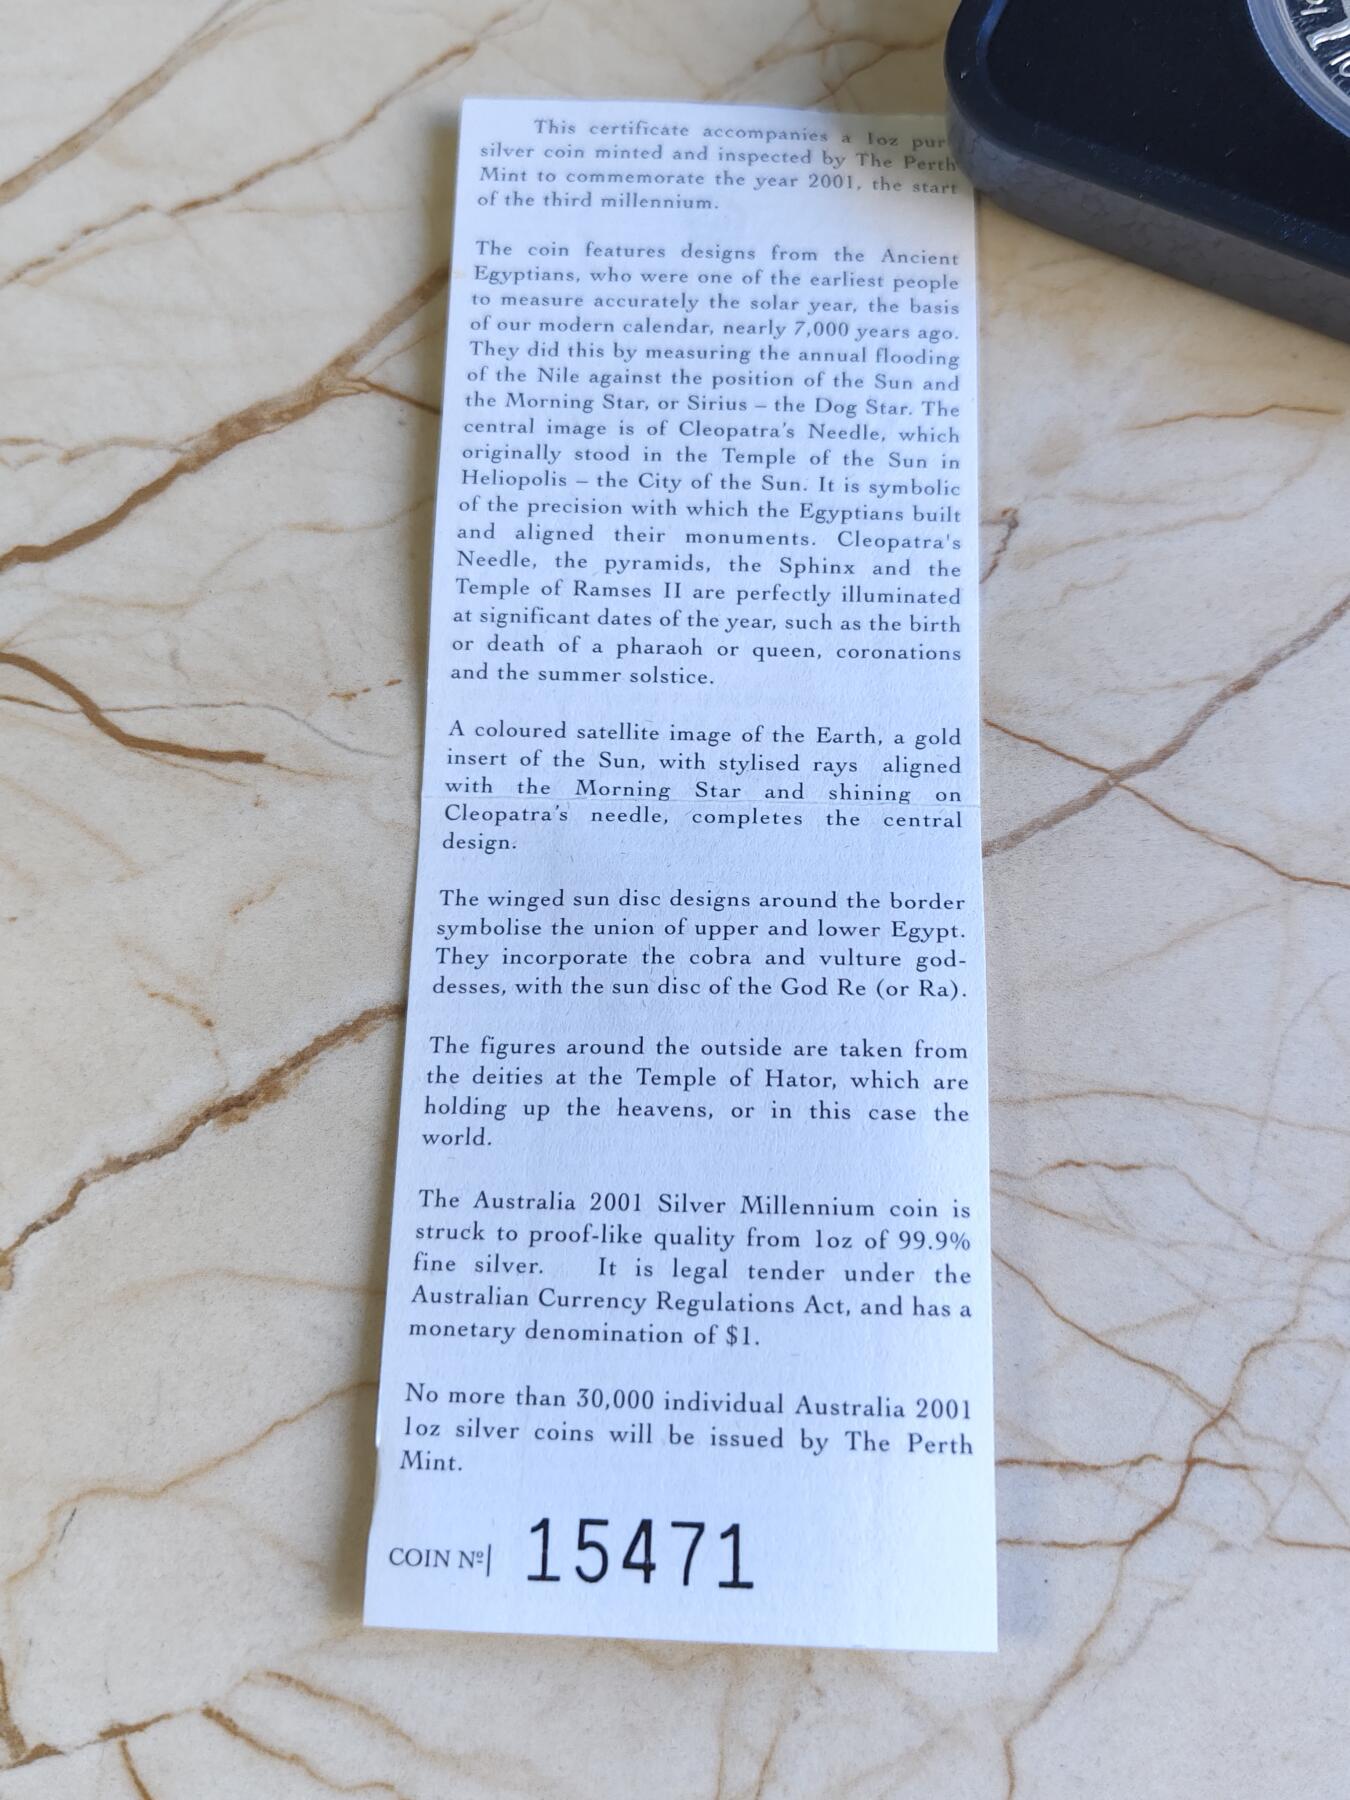 This certificate accompanies a 1oz pur
silver coin minted and inspected by The Perth
Mint to commemorate the year 2001, the start
of the third millennium.
The coin features designs from the Ancient
Egyptians, who were one of the earliest people
to measure accurately the solar year, the basis
of our modern calendar, nearly 7,000 years ago.
They did this by measuring the annual flooding
of the Nile against the position of the Sun and
the Morning Star, or Sirius – the Dog Star. The
central image is of Cleopatra's Needle, which
originally stood in the Temple of the Sun in
Heliopolis – the City of the Sun. It is symbolic
of the precision with which the Egyptians built
and aligned their monuments. Cleopatra's
Needle, the pyramids, the Sphinx and the
Temple of Ramses II are perfectly illuminated
at significant dates of the year, such as the birth
or death of a pharaoh or queen, coronations
and the summer solstice.
A coloured satellite image of the Earth, a gold
insert of the Sun, with stylised rays aligned
with the Morning Star and shining on
Cleopatra's needle, completes the central
design.
The winged sun disc designs around the border
symbolise the union of upper and lower Egypt.
They incorporate the cobra and vulture god-
desses, with the sun disc of the God Re (or Ra).
The figures around the outside are taken from
the deities at the Temple of Hator, which are
holding up the heavens, or in this case the
world.
The Australia 2001 Silver Millennium coin is
struck to proof-like quality from 1oz of 99.9%
fine silver. It is legal tender under the
Australian Currency Regulations Act, and has a
monetary denomination of $1.
No more than 30,000 individual Australia 2001
1oz silver coins will be issued by The Perth
Mint.
COIN Nº 15471